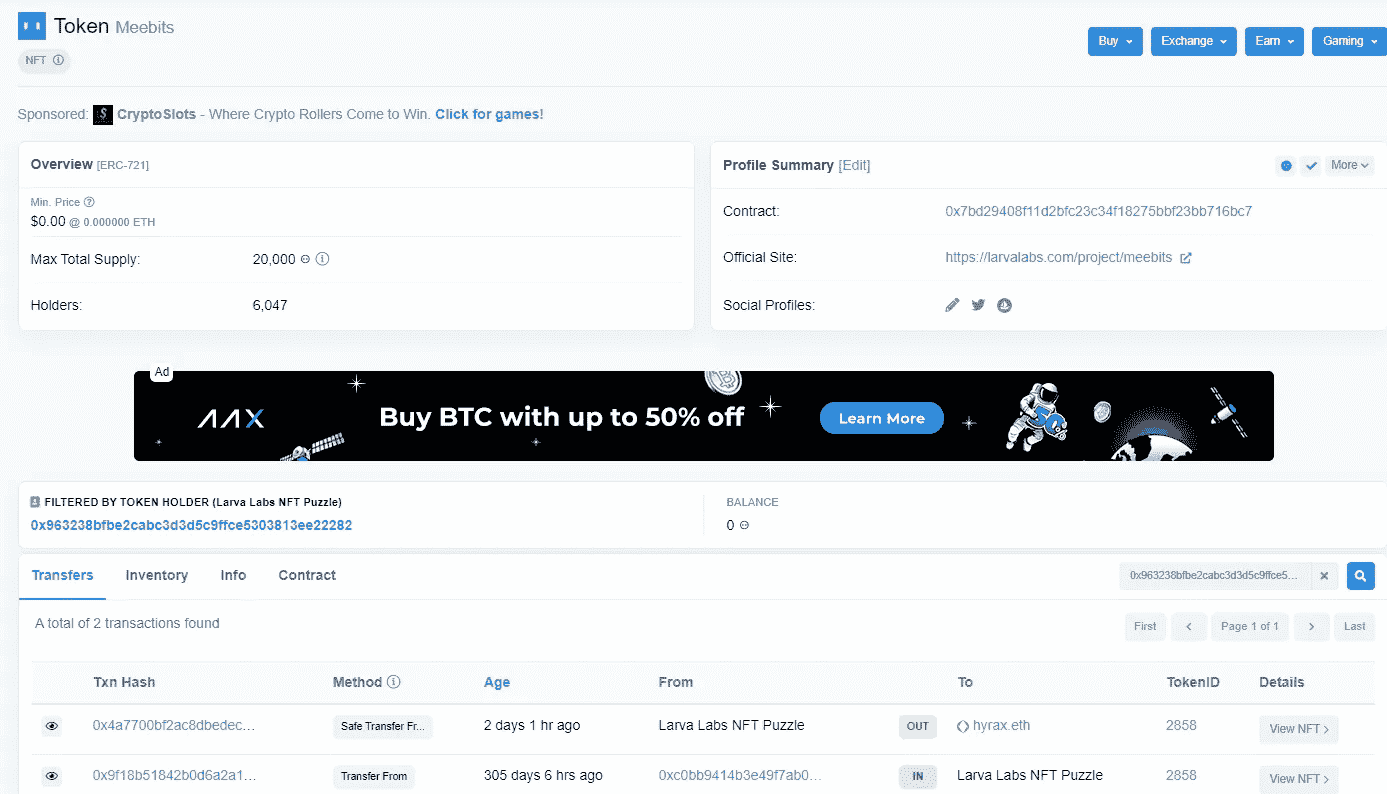 Token Meebits
NFT
Buy Exchange Earn Gaming
Sponsored: CryptoSlots - Where Crypto Rollers Come to Win. Click for games!
Overview [ERC-721]
Min. Price
$0.00 @ 0.000000 ETH
Max Total Supply: 20,000
Holders: 6,047
Profile Summary [Edit] More
Contract: 0x7bd29408f11d2bfc23c34f18275bbf23bb716bc7
Official Site: https://larvalabs.com/project/meebits
Social Profiles:
Ad
AAX Buy BTC with up to 50% off Learn More
50%
FILTERED BY TOKEN HOLDER (Larva Labs NFT Puzzle)
0x963238bfbe2cabc3d3d5c9ffce5303813ee22282
BALANCE
0
Transfers Inventory Info Contract 0x963238bfbe2cabc3d3d5c9ffce5...
A total of 2 transactions found First < Page 1 of 1 > Last
Txn Hash Method Age From To TokenID Details
0x4a7700bf2ac8dbedec... Safe Transfer Fr... 2 days 1 hr ago Larva Labs NFT Puzzle OUT hyrax.eth 2858 View NFT >
0x9f18b51842b0d6a2a1... Transfer From 305 days 6 hrs ago 0xc0bb9414b3e49f7ab0... IN Larva Labs NFT Puzzle 2858 View NFT >